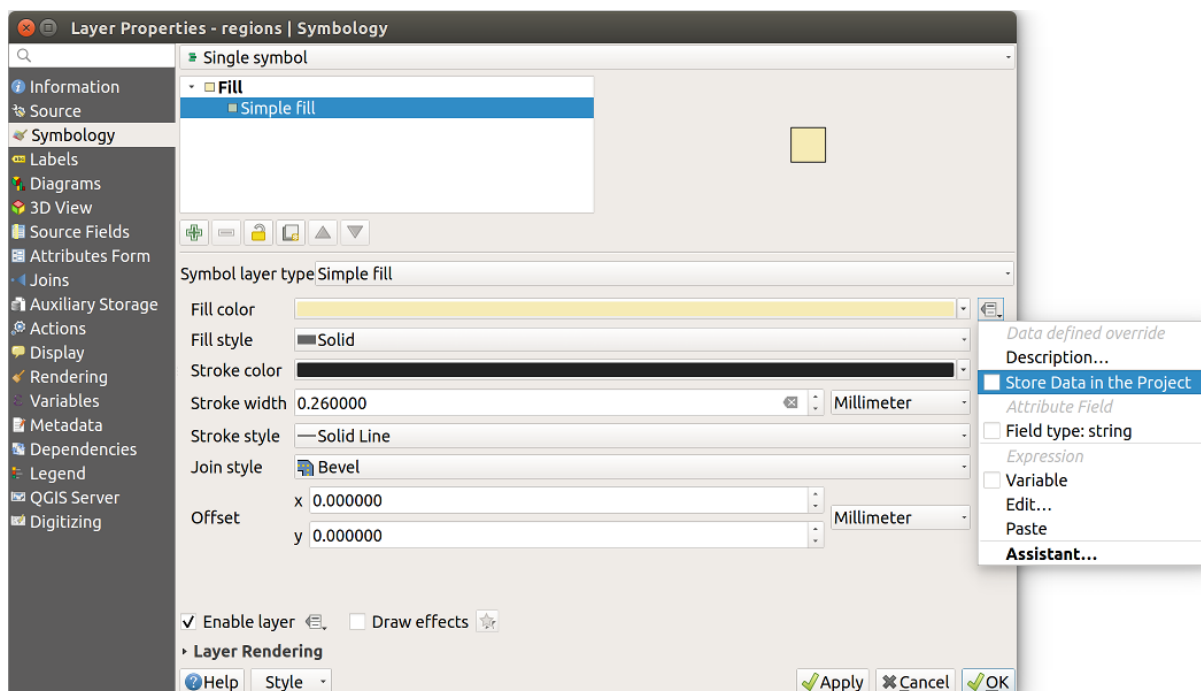 Layer Properties - regions | Symbology
Information
Source
Symbology
Labels
Diagrams
3D View
Source Fields
Attributes Form
Joins
Auxiliary Storage
Actions
Display
Rendering
Variables
Metadata
Dependencies
Legend
QGIS Server
Digitizing
Single symbol
Fill
Simple fill
Symbol layer type Simple fill
Fill color
Fill style Solid
Stroke color
Stroke width 0.260000 Millimeter
Stroke style Solid Line
Join style Bevel
Offset
x 0.000000
y 0.000000
Millimeter
Enable layer
Draw effects
Layer Rendering
Help Style Apply Cancel OK
Data defined override
Description...
Store Data in the Project
Attribute Field
Field type: string
Expression
Variable
Edit...
Paste
Assistant...